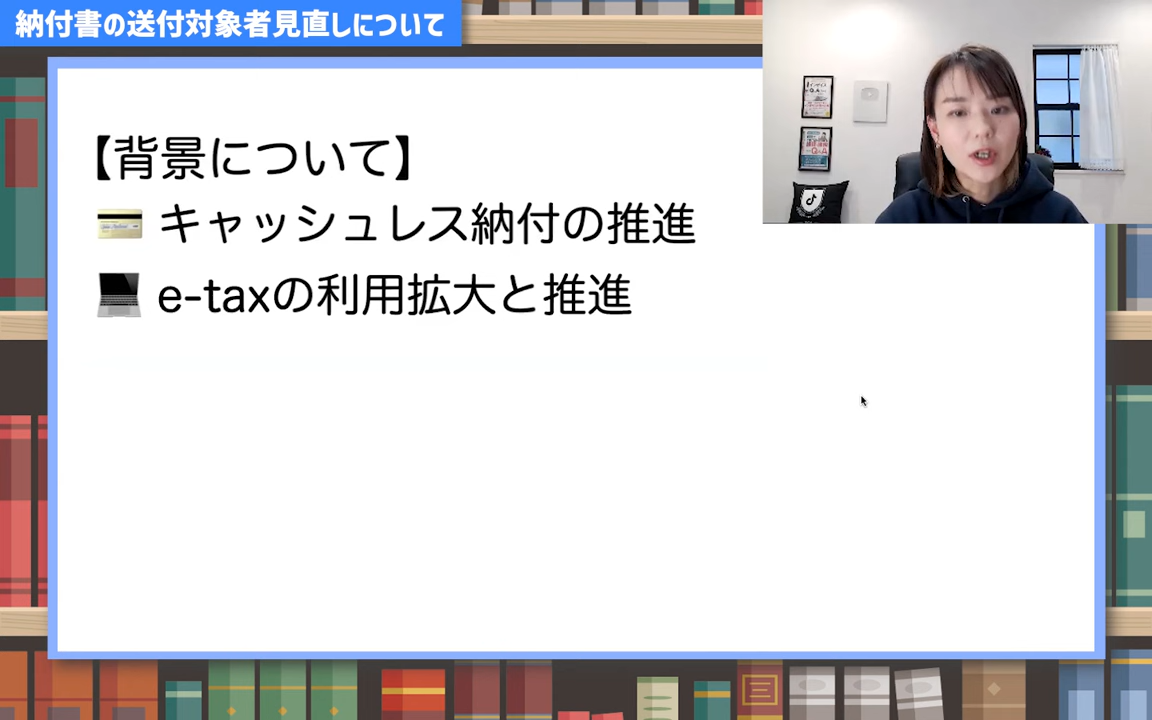 納付書の送付対象者見直しについて
【背景について】
キャッシュレス納付の推進
e-taxの利用拡大と推進